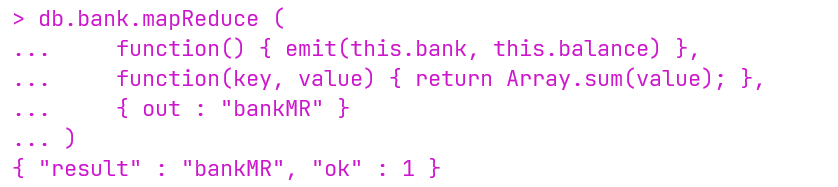 > db.bank.mapReduce (
...     function() { emit(this.bank, this.balance) },
...     function(key, value) { return Array.sum(value); },
...     { out : "bankMR" }
... )
{ "result" : "bankMR", "ok" : 1 }